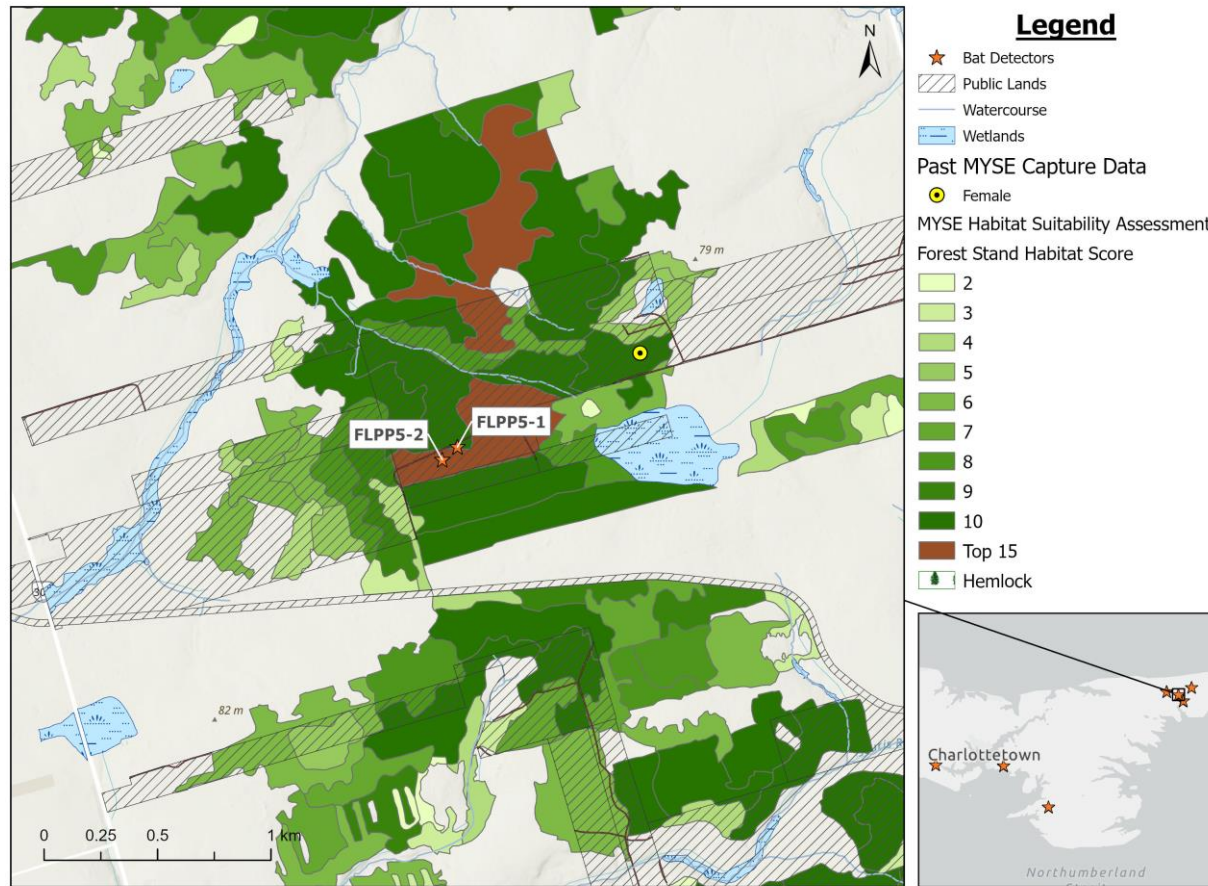 N
79 m
FLPP5-2
FLPP5-1
30
82 m
0 0.25 0.5 1 km
Legend
Bat Detectors
Public Lands
Watercourse
Wetlands
Past MYSE Capture Data
Female
MYSE Habitat Suitability Assessment
Forest Stand Habitat Score
2
3
4
5
6
7
8
9
10
Top 15
Hemlock
Charlottetown
Northumberland